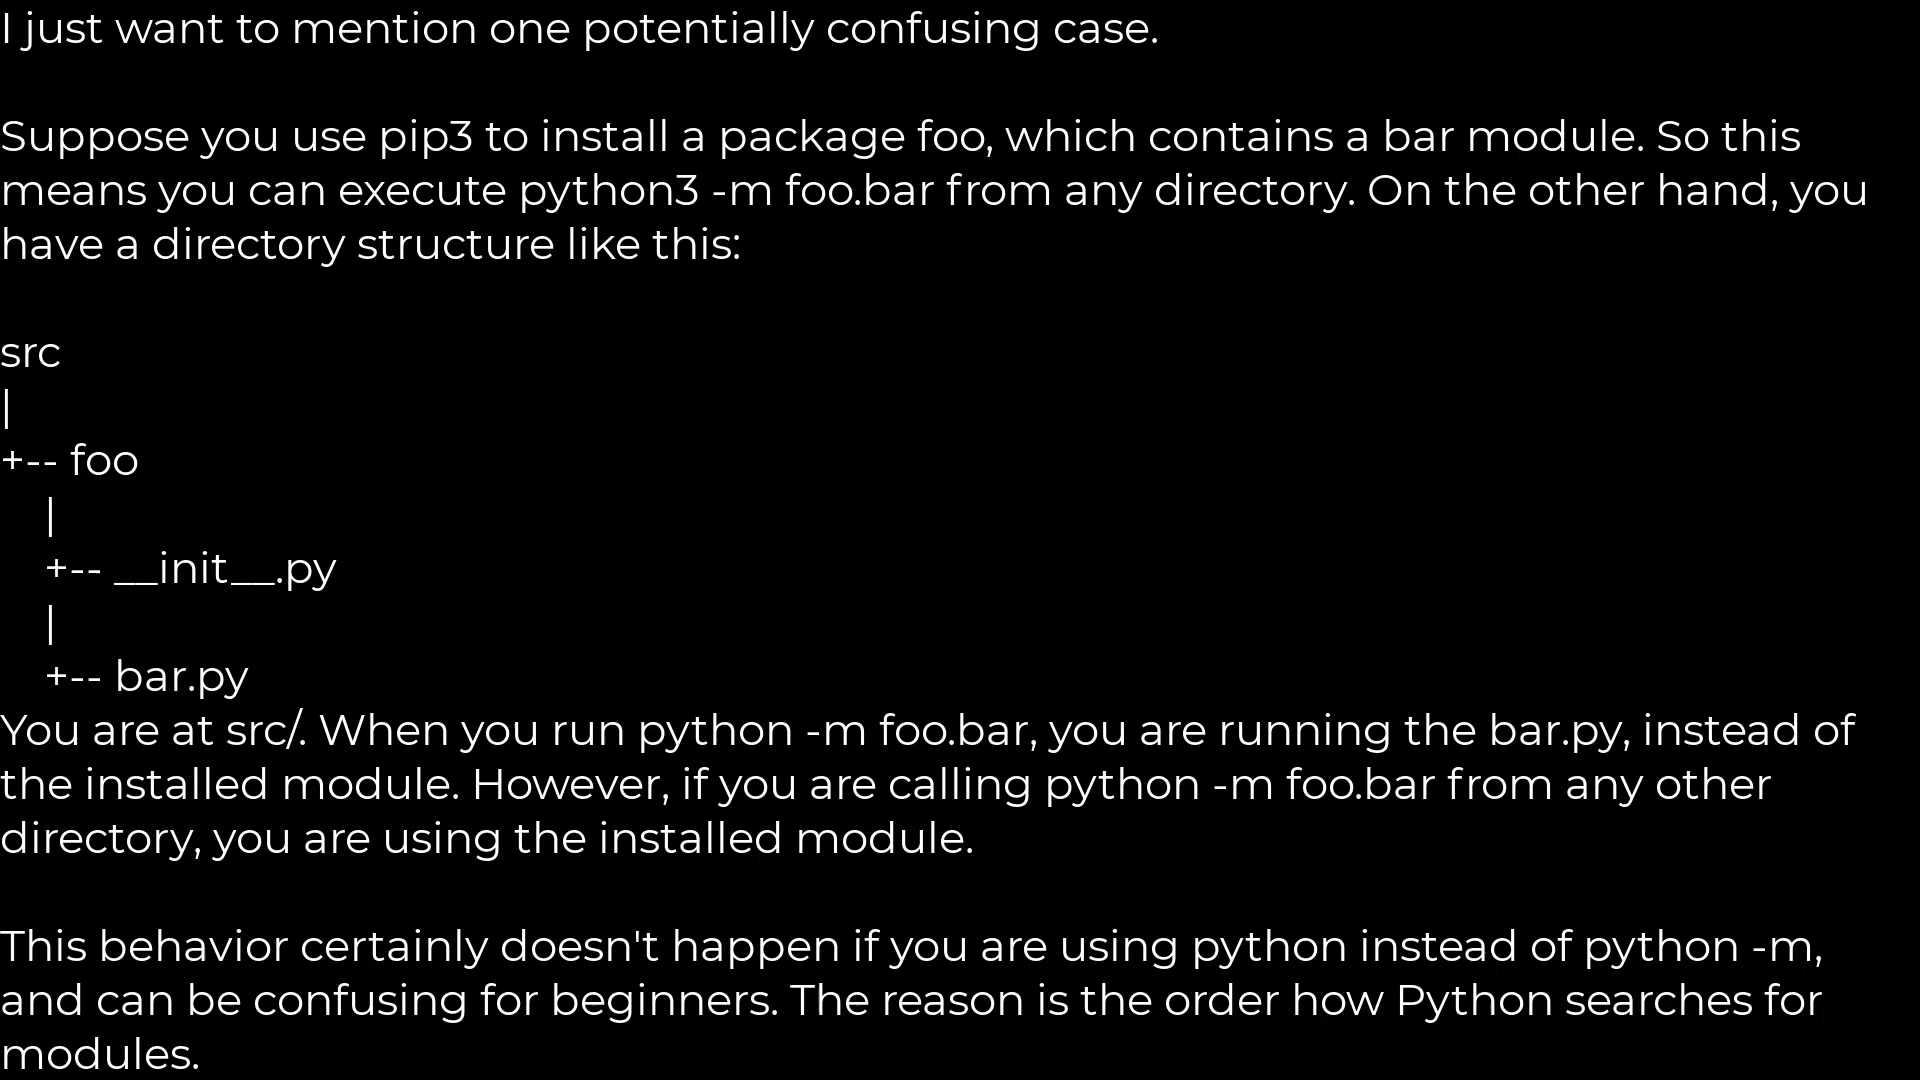 I just want to mention one potentially confusing case.
Suppose you use pip3 to install a package foo, which contains a bar module. So this
means you can execute python3 -m foo.bar from any directory. On the other hand, you
have a directory structure like this:
src
|
+-- foo
|
+-- __init__.py
|
+-- bar.py
You are at src/. When you run python -m foo.bar, you are running the bar.py, instead of
the installed module. However, if you are calling python -m foo.bar from any other
directory, you are using the installed module.
This behavior certainly doesn't happen if you are using python instead of python -m,
and can be confusing for beginners. The reason is the order how Python searches for
modules.